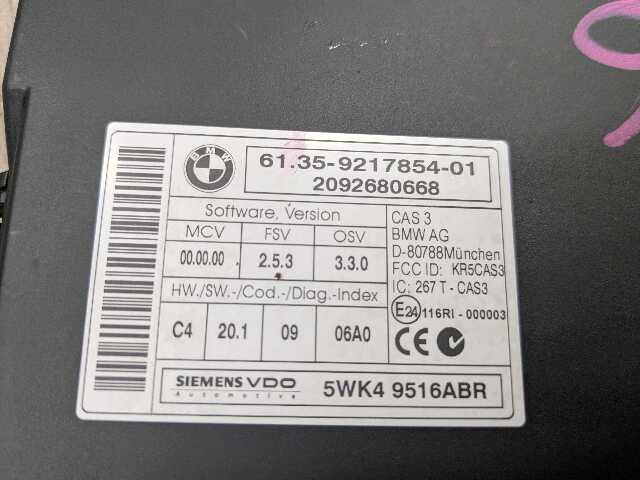 BMW
61.35-9217854-01
2092680668
Software, Version
MCV FSV OSV
00.00.00 2.5.3 3.3.0
HW./SW.-/Cod.-/Diag.-Index
C4 20.1 09 06A0
CAS 3
BMW AG
D-80788München
FCC ID: KR5CAS3
IC: 267 T - CAS3
E24 116RI - 000003
CE
SIEMENS VDO
Automotive
5WK4 9516ABR